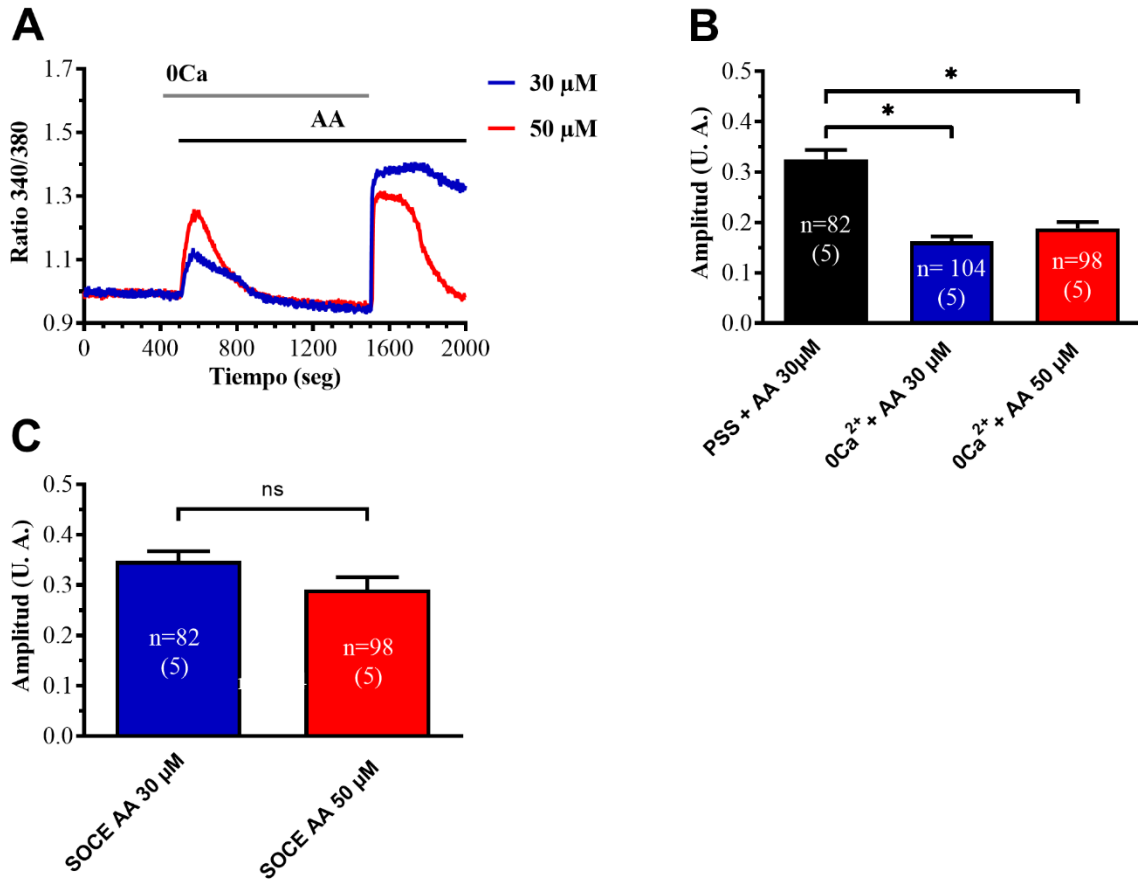 A
1.7
1.5
1.3
1.1
0.9
Ratio 340/380
0Ca
AA
30 µM
50 µM
0 400 800 1200 1600 2000
Tiempo (seg)
B
0.5
0.4
0.3
0.2
0.1
0.0
Amplitud (U. A.)
*
*
n=82
(5)
n= 104
(5)
n=98
(5)
PSS + AA 30µM
0Ca²⁺ + AA 30 µM
0Ca²⁺ + AA 50 µM
C
0.5
0.4
0.3
0.2
0.1
0.0
Amplitud (U. A.)
ns
n=82
(5)
n=98
(5)
SOCE AA 30 µM
SOCE AA 50 µM